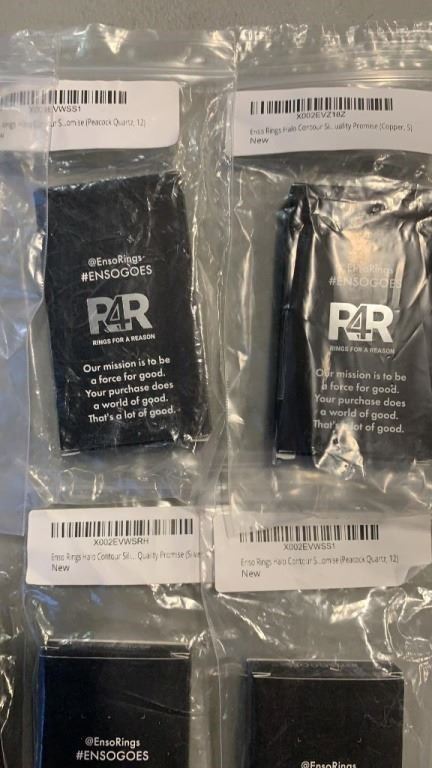 X002EVWSS1
Enso Rings Halo Contour S...omise (Peacock Quartz, 12)
@EnsoRings
#ENSOGOES
R4R
RINGS FOR A REASON
Our mission is to be
a force for good.
Your purchase does
a world of good.
That's a lot of good.
X002EVZ18Z
Enso Rings Halo Contour Si...uality Promise (Copper, 5)
New
@EnsoRings
#ENSOGOES
R4R
RINGS FOR A REASON
Our mission is to be
a force for good.
Your purchase does
a world of good.
That's a lot of good.
X002EVWSRH
Enso Rings Halo Contour Sil... Quality Promise (Silve
New
@EnsoRings
#ENSOGOES
X002EVWSS1
Enso Rings Halo Contour S...omise (Peacock Quartz, 12)
New
@EnsoRings